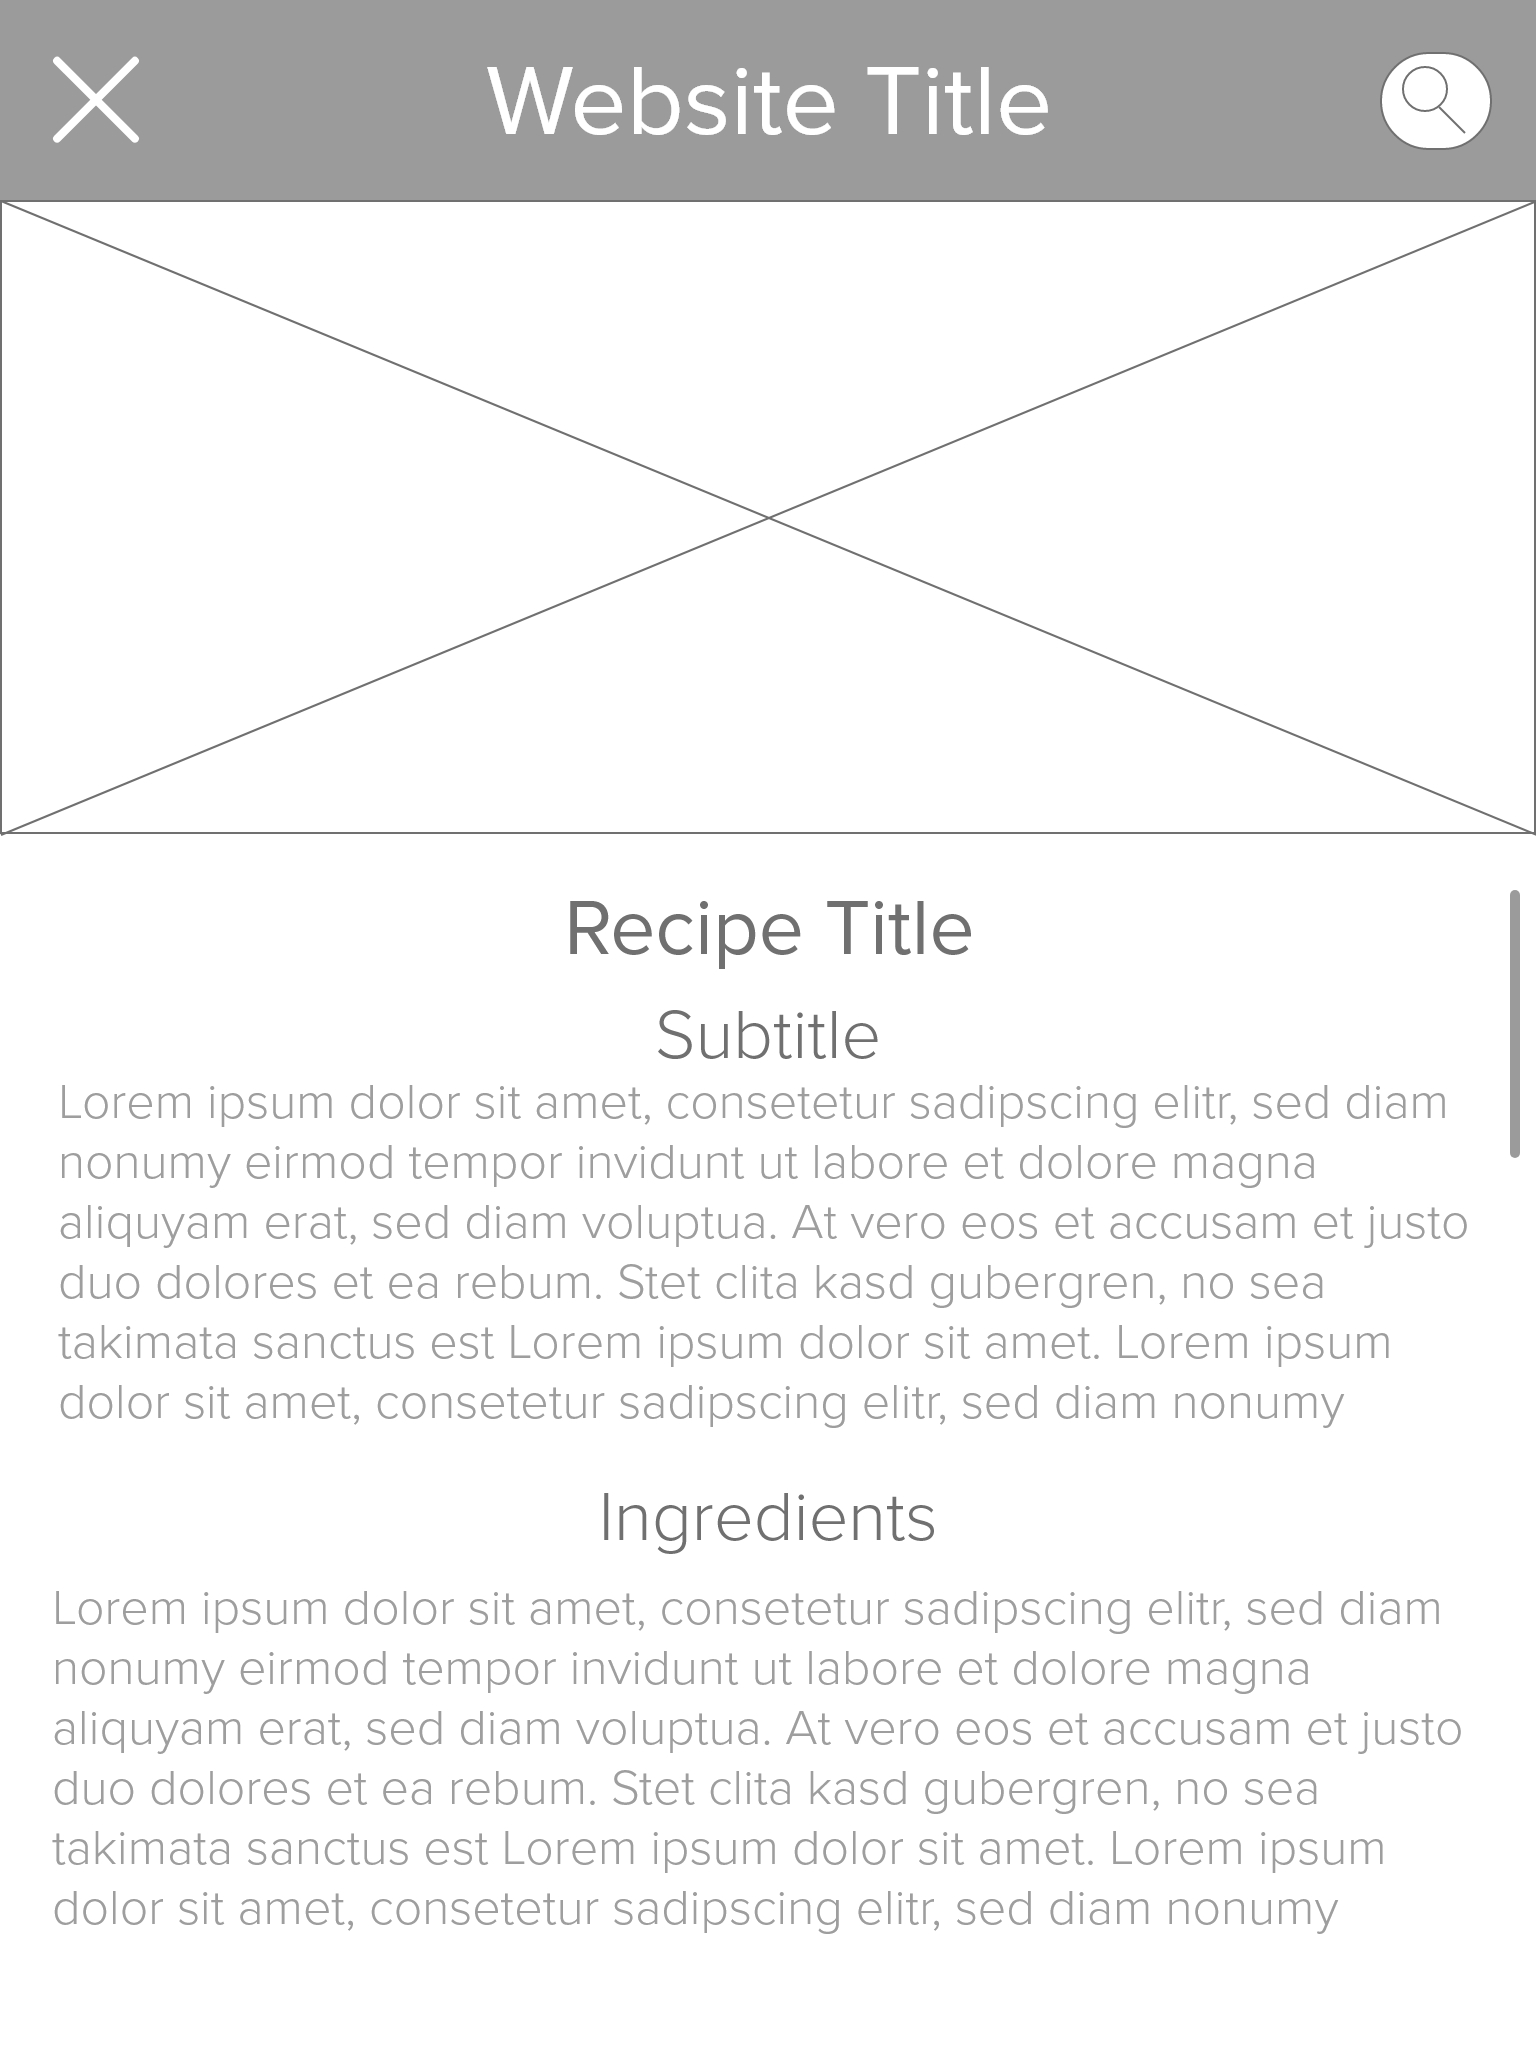 Website Title
Recipe Title
Subtitle
Lorem ipsum dolor sit amet, consetetur sadipscing elitr, sed diam
nonumy eirmod tempor invidunt ut labore et dolore magna
aliquyam erat, sed diam voluptua. At vero eos et accusam et justo
duo dolores et ea rebum. Stet clita kasd gubergren, no sea
takimata sanctus est Lorem ipsum dolor sit amet. Lorem ipsum
dolor sit amet, consetetur sadipscing elitr, sed diam nonumy
Ingredients
Lorem ipsum dolor sit amet, consetetur sadipscing elitr, sed diam
nonumy eirmod tempor invidunt ut labore et dolore magna
aliquyam erat, sed diam voluptua. At vero eos et accusam et justo
duo dolores et ea rebum. Stet clita kasd gubergren, no sea
takimata sanctus est Lorem ipsum dolor sit amet. Lorem ipsum
dolor sit amet, consetetur sadipscing elitr, sed diam nonumy